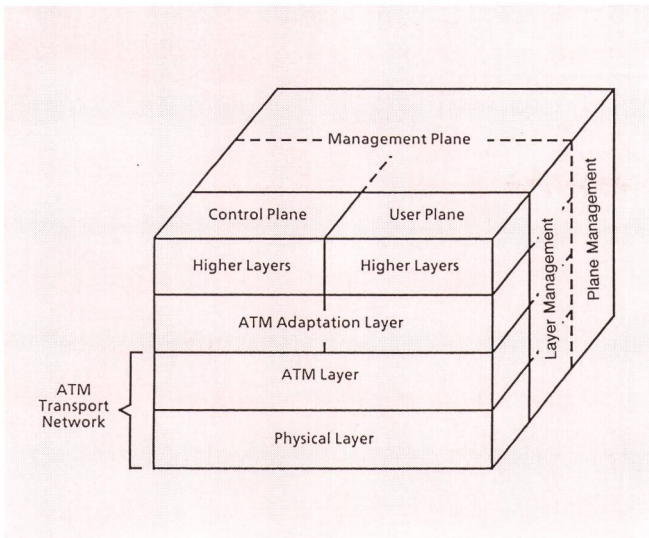 Management Plane
Control Plane
User Plane
Higher Layers
Higher Layers
ATM Adaptation Layer
ATM Layer
Physical Layer
ATM
Transport
Network
Layer Management
Plane Management